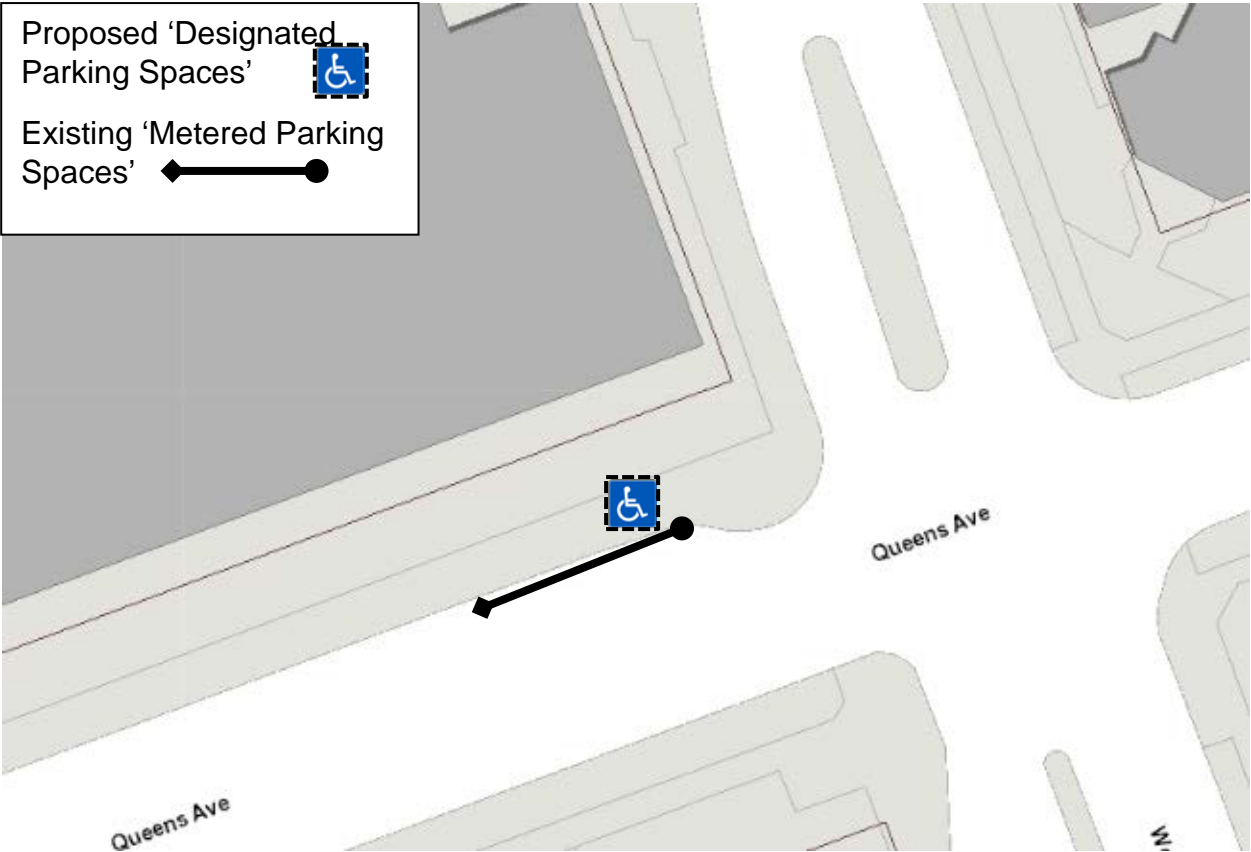 Proposed ‘Designated
Parking Spaces’
Existing ‘Metered Parking
Spaces’
Queens Ave
Queens Ave